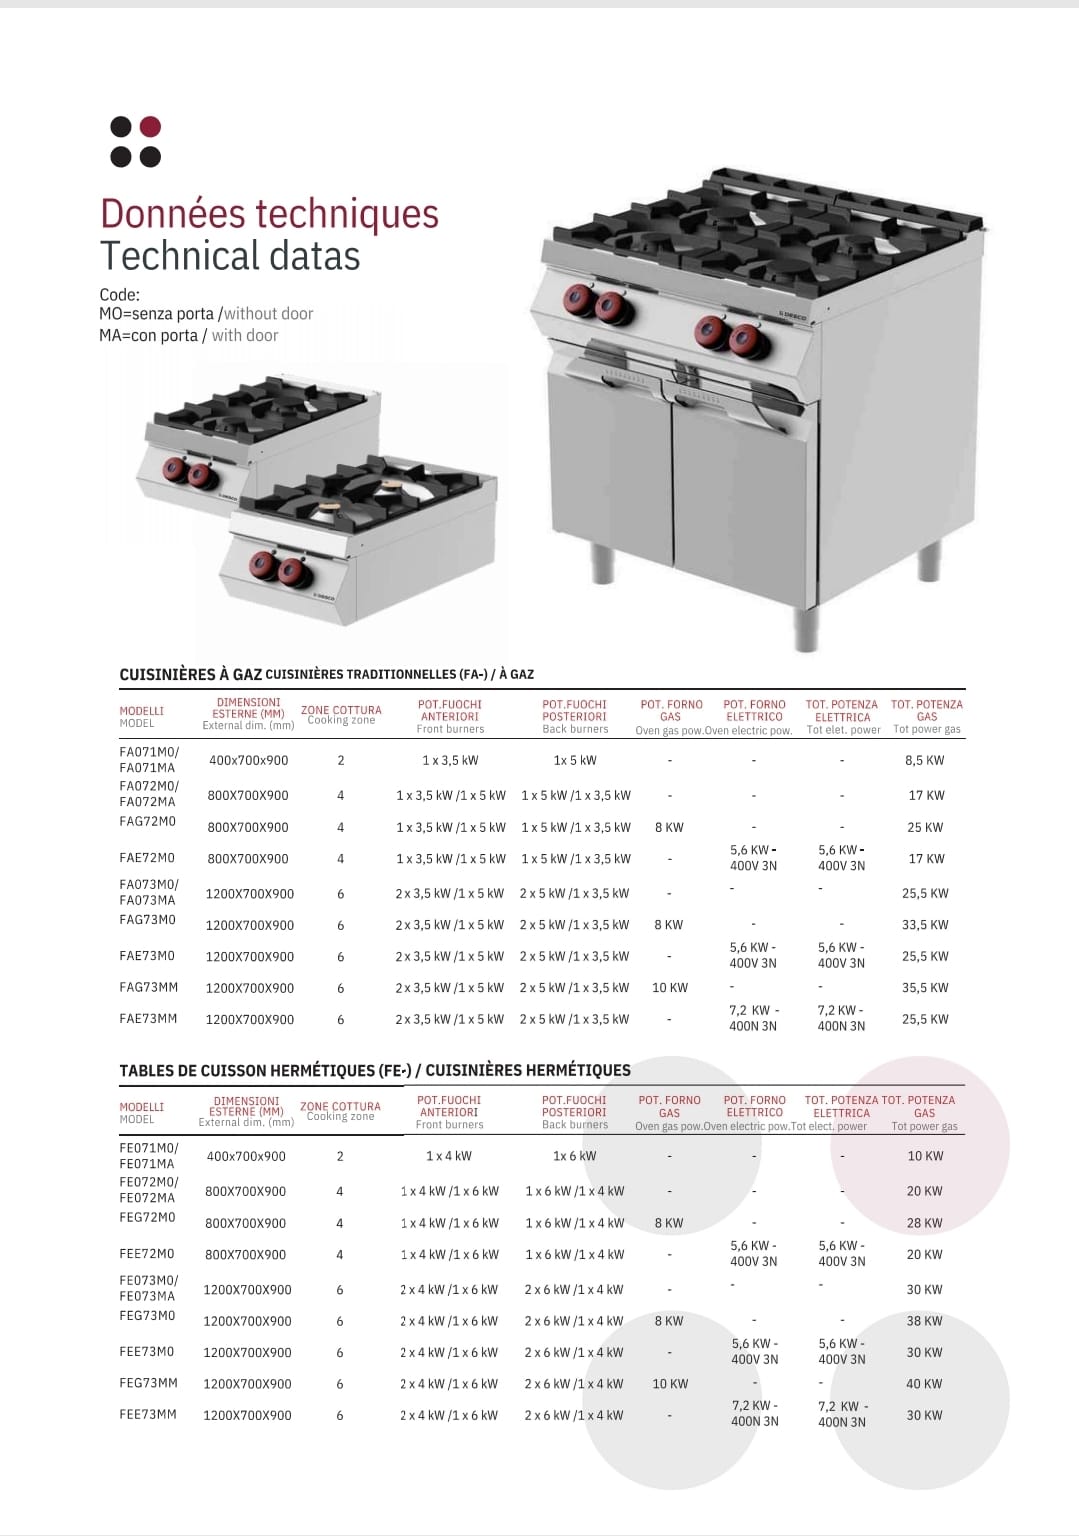 Données techniques
Technical datas
Code:
MO=senza porta /without door
MA=con porta / with door
DESCO
DESCO
DESCO
CUISINIÈRES À GAZ CUISINIÈRES TRADITIONNELLES (FA-) / À GAZ
MODELLI MODEL | DIMENSIONI ESTERNE (MM) External dim. (mm) | ZONE COTTURA Cooking zone | POT.FUOCHI ANTERIORI Front burners | POT.FUOCHI POSTERIORI Back burners | POT. FORNO GAS Oven gas pow. | POT. FORNO ELETTRICO Oven electric pow. | TOT. POTENZA ELETTRICA Tot elet. power | TOT. POTENZA GAS Tot power gas
FA071M0/ FA071MA 400x700x900 2 1 x 3,5 kW 1x 5 kW - - - 8,5 KW
FA072M0/ FA072MA 800X700X900 4 1 x 3,5 kW /1 x 5 kW 1 x 5 kW /1 x 3,5 kW - - - 17 KW
FAG72M0 800X700X900 4 1 x 3,5 kW /1 x 5 kW 1 x 5 kW /1 x 3,5 kW 8 KW - - 25 KW
FAE72M0 800X700X900 4 1 x 3,5 kW /1 x 5 kW 1 x 5 kW /1 x 3,5 kW - 5,6 KW - 400V 3N 5,6 KW - 400V 3N 17 KW
FA073M0/ FA073MA 1200X700X900 6 2 x 3,5 kW /1 x 5 kW 2 x 5 kW /1 x 3,5 kW - - - 25,5 KW
FAG73M0 1200X700X900 6 2 x 3,5 kW /1 x 5 kW 2 x 5 kW /1 x 3,5 kW 8 KW - - 33,5 KW
FAE73M0 1200X700X900 6 2 x 3,5 kW /1 x 5 kW 2 x 5 kW /1 x 3,5 kW - 5,6 KW - 400V 3N 5,6 KW - 400V 3N 25,5 KW
FAG73MM 1200X700X900 6 2 x 3,5 kW /1 x 5 kW 2 x 5 kW /1 x 3,5 kW 10 KW - - 35,5 KW
FAE73MM 1200X700X900 6 2 x 3,5 kW /1 x 5 kW 2 x 5 kW /1 x 3,5 kW - 7,2 KW - 400N 3N 7,2 KW - 400N 3N 25,5 KW
TABLES DE CUISSON HERMÉTIQUES (FE-) / CUISINIÈRES HERMÉTIQUES
MODELLI MODEL | DIMENSIONI ESTERNE (MM) External dim. (mm) | ZONE COTTURA Cooking zone | POT.FUOCHI ANTERIORI Front burners | POT.FUOCHI POSTERIORI Back burners | POT. FORNO GAS Oven gas pow. | POT. FORNO ELETTRICO Oven electric pow. | TOT. POTENZA ELETTRICA Tot elect. power | TOT. POTENZA GAS Tot power gas
FE071M0/ FE071MA 400x700x900 2 1 x 4 kW 1x 6 kW - - - 10 KW
FE072M0/ FE072MA 800X700X900 4 1 x 4 kW /1 x 6 kW 1 x 6 kW /1 x 4 kW - - - 20 KW
FEG72M0 800X700X900 4 1 x 4 kW /1 x 6 kW 1 x 6 kW /1 x 4 kW 8 KW - - 28 KW
FEE72M0 800X700X900 4 1 x 4 kW /1 x 6 kW 1 x 6 kW /1 x 4 kW - 5,6 KW - 400V 3N 5,6 KW - 400V 3N 20 KW
FE073M0/ FE073MA 1200X700X900 6 2 x 4 kW /1 x 6 kW 2 x 6 kW /1 x 4 kW - - - 30 KW
FEG73M0 1200X700X900 6 2 x 4 kW /1 x 6 kW 2 x 6 kW /1 x 4 kW 8 KW - - 38 KW
FEE73M0 1200X700X900 6 2 x 4 kW /1 x 6 kW 2 x 6 kW /1 x 4 kW - 5,6 KW - 400V 3N 5,6 KW - 400V 3N 30 KW
FEG73MM 1200X700X900 6 2 x 4 kW /1 x 6 kW 2 x 6 kW /1 x 4 kW 10 KW - - 40 KW
FEE73MM 1200X700X900 6 2 x 4 kW /1 x 6 kW 2 x 6 kW /1 x 4 kW - 7,2 KW - 400N 3N 7,2 KW - 400N 3N 30 KW